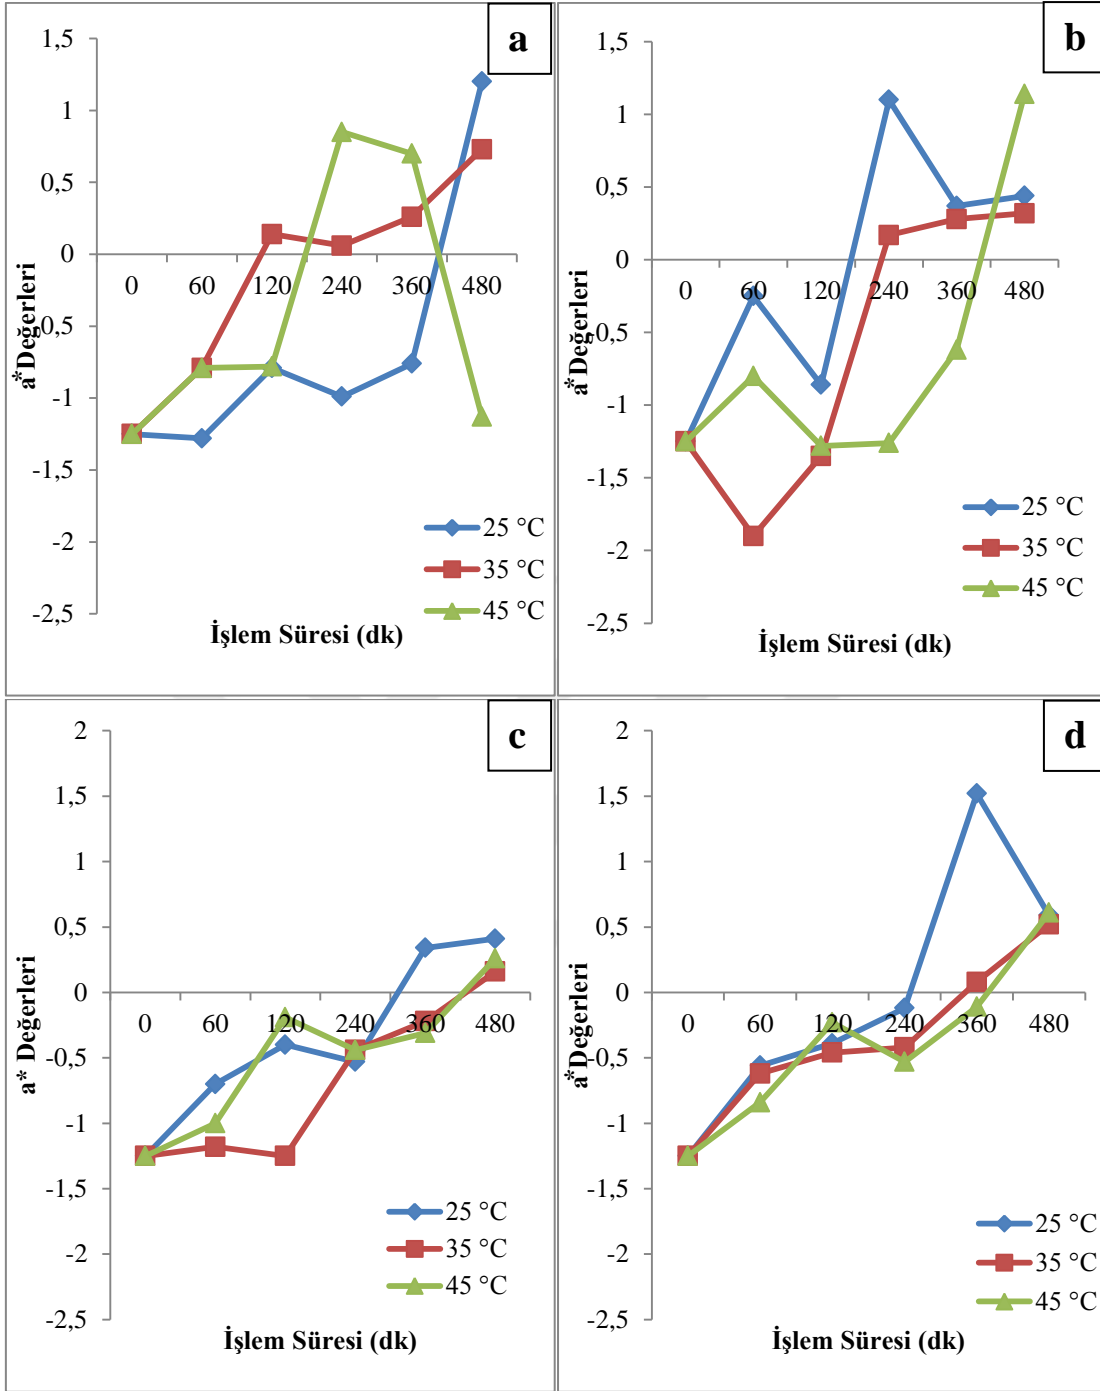 a
1,5
1
0,5
0
-0,5
-1
-1,5
-2
-2,5
0 60 120 240 360 480
a* Değerleri
İşlem Süresi (dk)
25 °C
35 °C
45 °C
b
1,5
1
0,5
0
-0,5
-1
-1,5
-2
-2,5
0 60 120 240 360 480
a* Değerleri
İşlem Süresi (dk)
25 °C
35 °C
45 °C
c
2
1,5
1
0,5
0
-0,5
-1
-1,5
-2
-2,5
0 60 120 240 360 480
a* Değerleri
İşlem Süresi (dk)
25 °C
35 °C
45 °C
d
2
1,5
1
0,5
0
-0,5
-1
-1,5
-2
-2,5
0 60 120 240 360 480
a* Değerleri
İşlem Süresi (dk)
25 °C
35 °C
45 °C